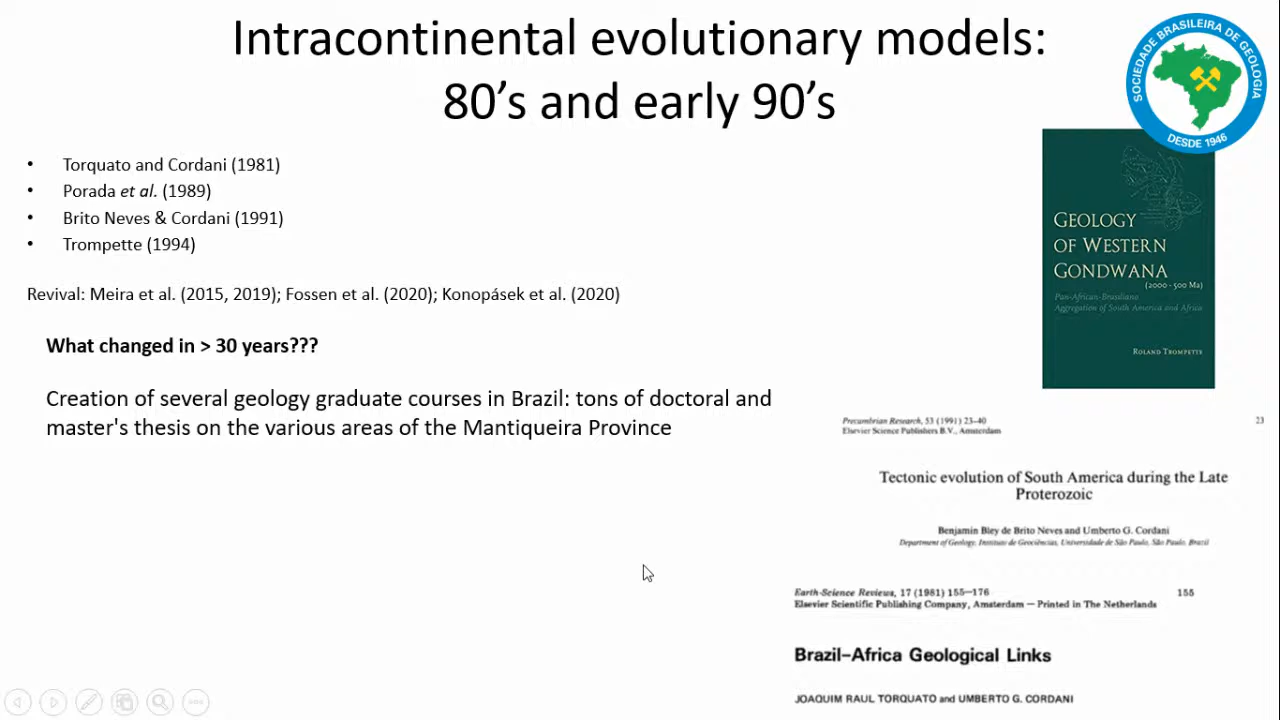 Intracontinental evolutionary models:
80's and early 90's
SOCIEDADE BRASILEIRA DE GEOLOGIA
DESDE 1946
• Torquato and Cordani (1981)
• Porada et al. (1989)
• Brito Neves & Cordani (1991)
• Trompette (1994)
Revival: Meira et al. (2015, 2019); Fossen et al. (2020); Konopásek et al. (2020)
What changed in > 30 years???
Creation of several geology graduate courses in Brazil: tons of doctoral and
master's thesis on the various areas of the Mantiqueira Province
GEOLOGY
OF WESTERN
GONDWANA
(2000 - 500 Ma)
Pan-African-Brasiliano
Aggregation of South America and Africa
ROLAND TROMPETTE
Precambrian Research, 53 (1991) 23-40
23
Elsevier Science Publishers B.V., Amsterdam
Tectonic evolution of South America during the Late
Proterozoic
Benjamin Bley de Brito Neves and Umberto G. Cordani
Department of Geology, Instituto de Geociências, Universidade de São Paulo, São Paulo, Brazil
Earth-Science Reviews, 17 (1981) 155—176
155
Elsevier Scientific Publishing Company, Amsterdam — Printed in The Netherlands
Brazil–Africa Geological Links
JOAQUIM RAUL TORQUATO and UMBERTO G. CORDANI